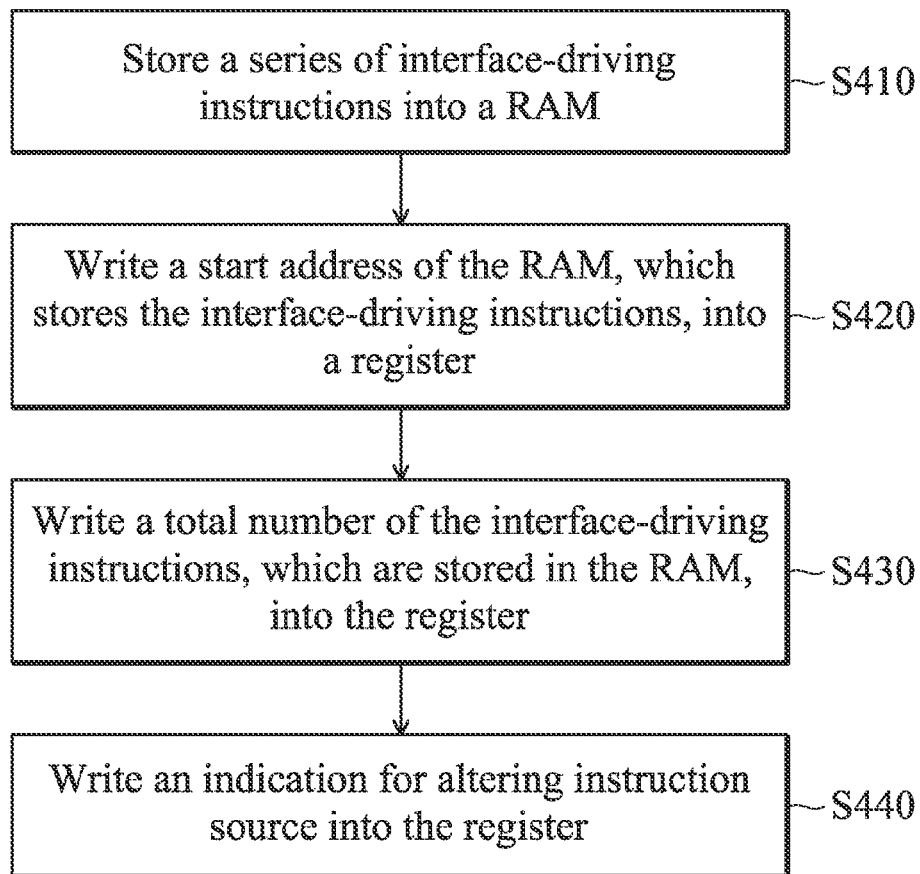 Store a series of interface-driving
instructions into a RAM
S410
Write a start address of the RAM, which
stores the interface-driving instructions, into
a register
S420
Write a total number of the interface-driving
instructions, which are stored in the RAM,
into the register
S430
Write an indication for altering instruction
source into the register
S440